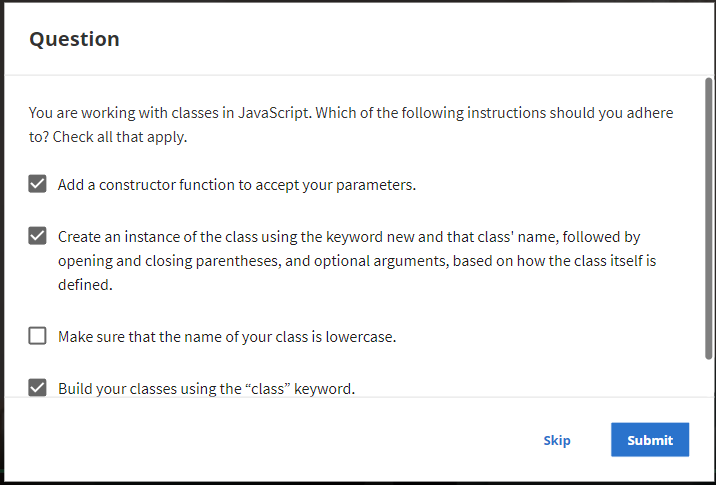 Question
You are working with classes in JavaScript. Which of the following instructions should you adhere
to? Check all that apply.
Add a constructor function to accept your parameters.
Create an instance of the class using the keyword new and that class' name, followed by
opening and closing parentheses, and optional arguments, based on how the class itself is
defined.
Make sure that the name of your class is lowercase.
Build your classes using the “class” keyword.
Skip
Submit